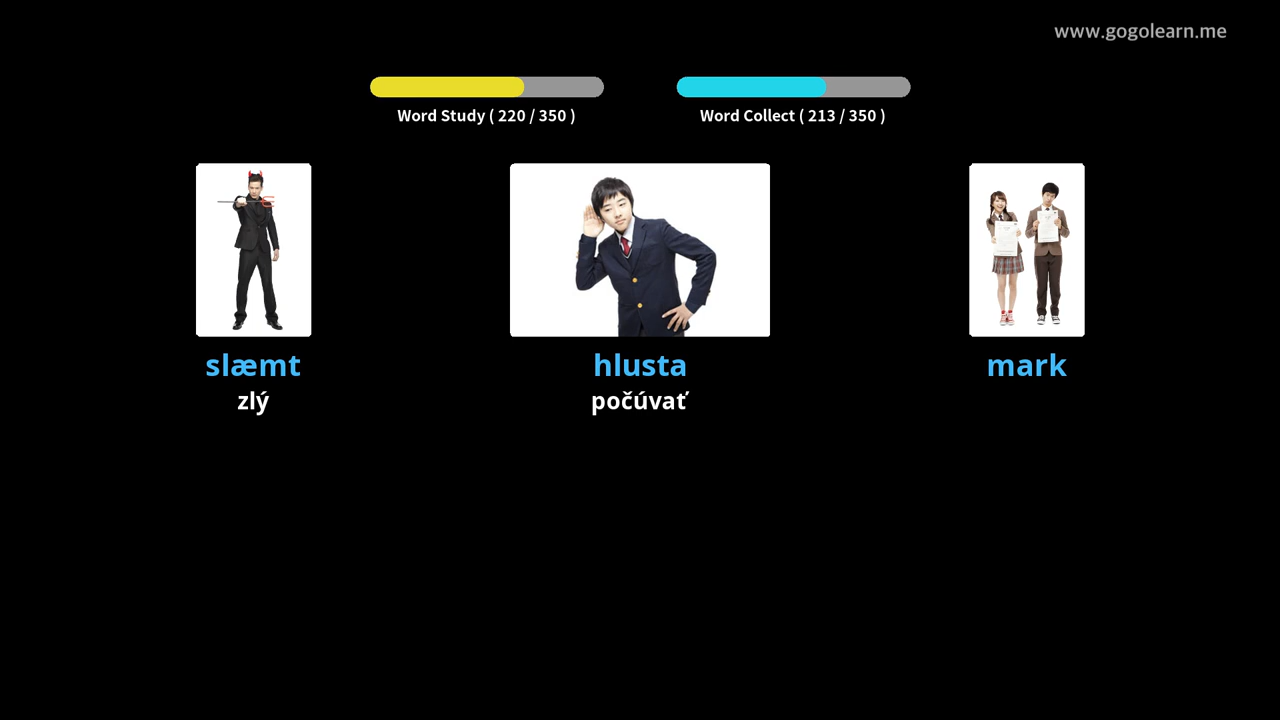 www.gogolearn.me
Word Study ( 220 / 350 )
Word Collect ( 213 / 350 )
slæmt
zlý
hlusta
počúvať
mark